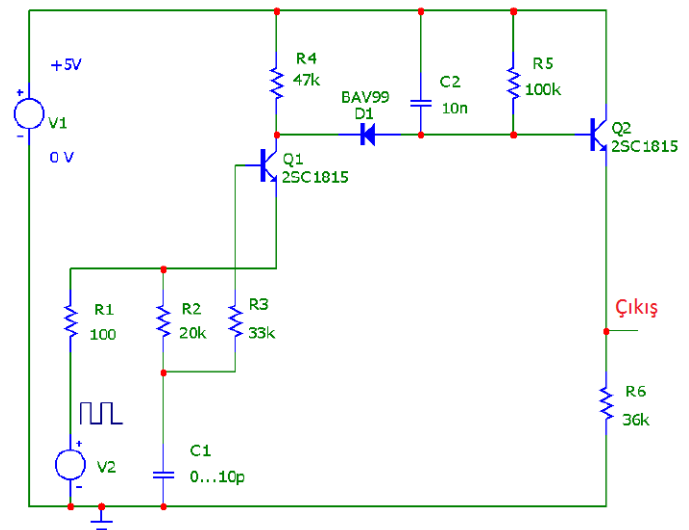 +5V
V1
0 V
R4
47k
BAV99
D1
C2
10n
R5
100k
Q2
2SC1815
Q1
2SC1815
R1
100
R2
20k
R3
33k
Çıkış
R6
36k
V2
C1
0...10p